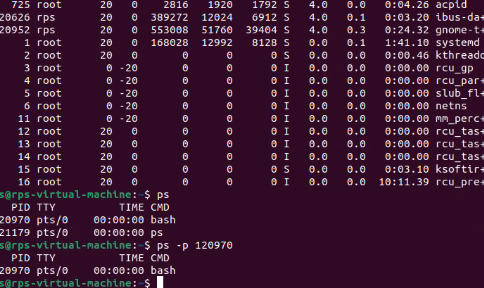 725 root 20 0 2816 1920 1792 S 4.0 0.0 0:04.26 acpid
20626 rps 20 0 389272 12024 6912 S 4.0 0.1 0:03.20 ibus-da+
20952 rps 20 0 553008 51760 39404 S 4.0 0.3 0:24.32 gnome-t+
1 root 20 0 168028 12992 8128 S 0.0 0.1 1:41.10 systemd
2 root 20 0 0 0 0 S 0.0 0.0 0:00.46 kthreadd
3 root 0 -20 0 0 0 I 0.0 0.0 0:00.00 rcu_gp
4 root 0 -20 0 0 0 I 0.0 0.0 0:00.00 rcu_par+
5 root 0 -20 0 0 0 I 0.0 0.0 0:00.00 slub_fl+
6 root 0 -20 0 0 0 I 0.0 0.0 0:00.00 netns
11 root 0 -20 0 0 0 I 0.0 0.0 0:00.00 mm_perc+
12 root 20 0 0 0 0 I 0.0 0.0 0:00.00 rcu_tas+
13 root 20 0 0 0 0 I 0.0 0.0 0:00.00 rcu_tas+
14 root 20 0 0 0 0 I 0.0 0.0 0:00.00 rcu_tas+
15 root 20 0 0 0 0 S 0.0 0.0 0:03.10 ksoftir+
16 root 20 0 0 0 0 I 0.0 0.0 10:11.39 rcu_pre+
s@rps-virtual-machine:~$ ps
PID TTY TIME CMD
20970 pts/0 00:00:00 bash
21179 pts/0 00:00:00 ps
s@rps-virtual-machine:~$ ps -p 120970
PID TTY TIME CMD
20970 pts/0 00:00:00 bash
s@rps-virtual-machine:~$